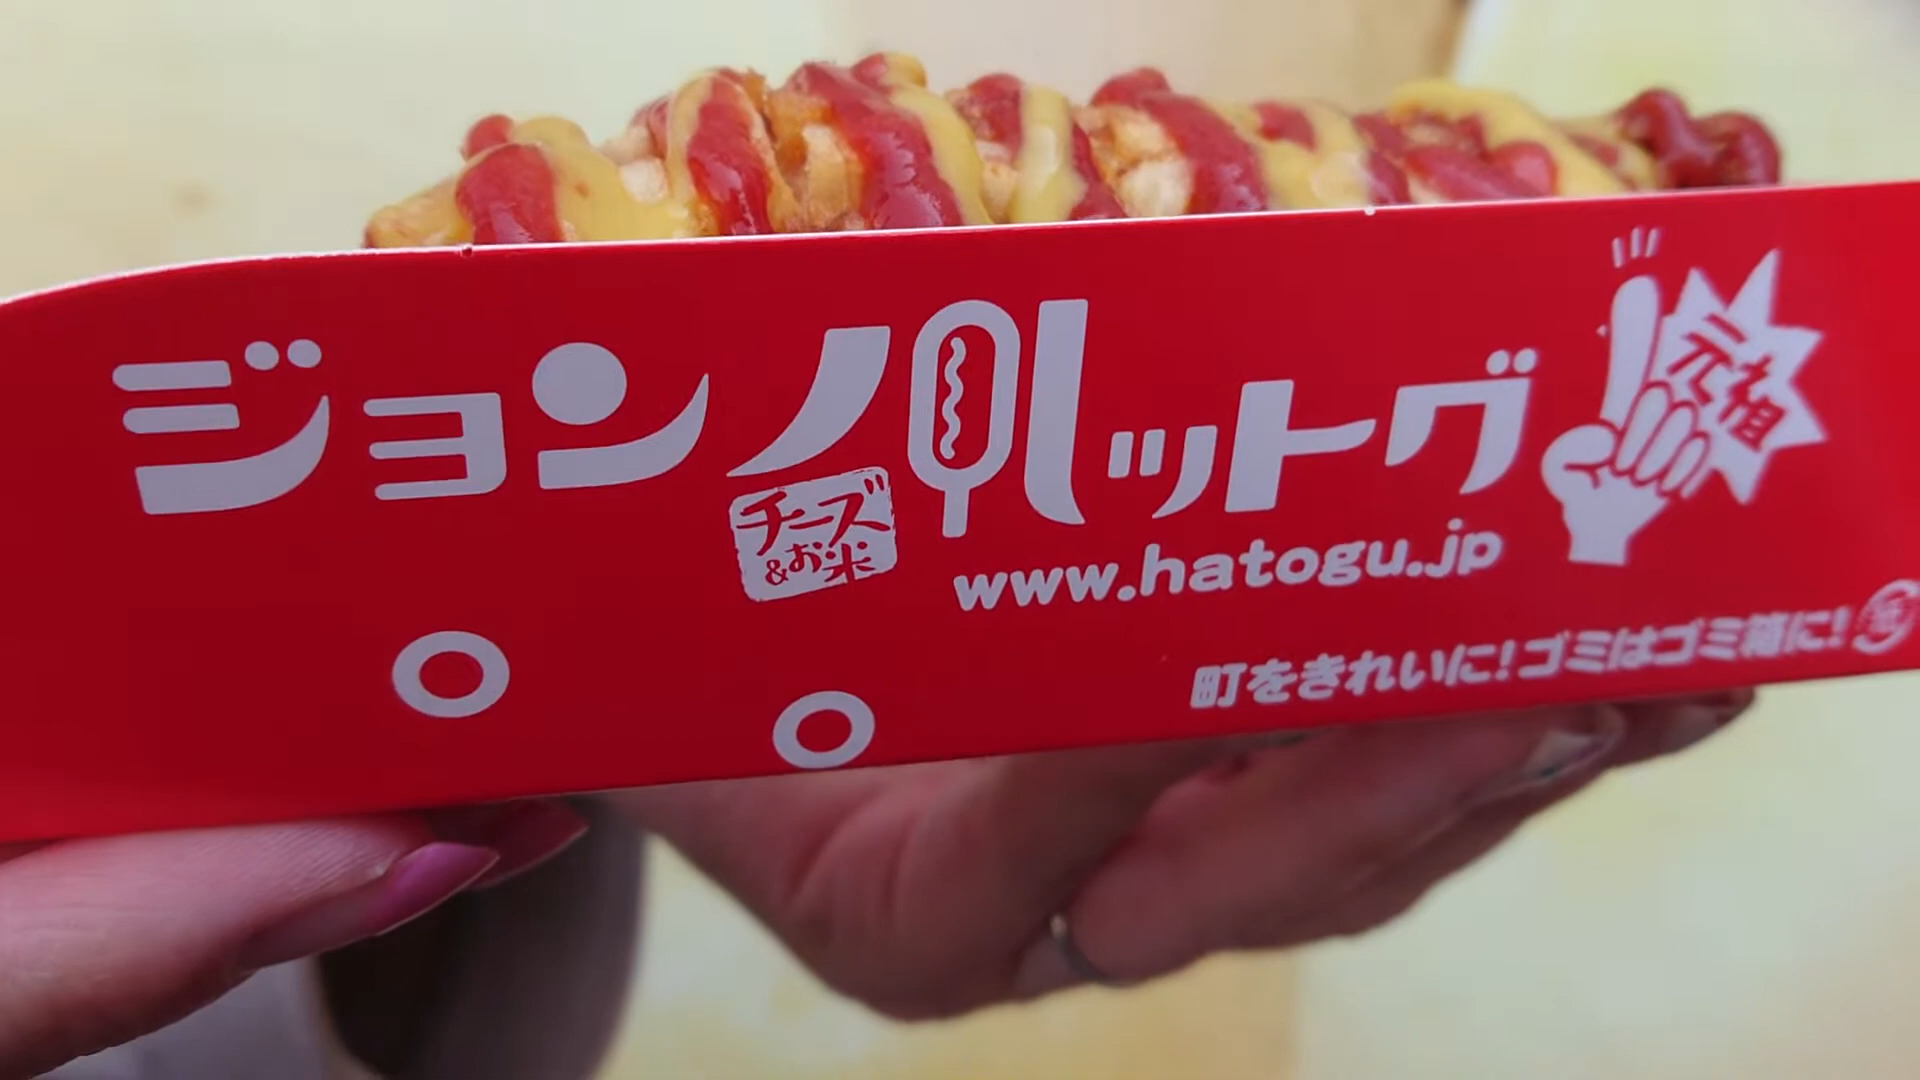 ジョンノハットグ
元祖
チーズ
&お米
www.hatogu.jp
町をきれいに!ゴミはゴミ箱に!